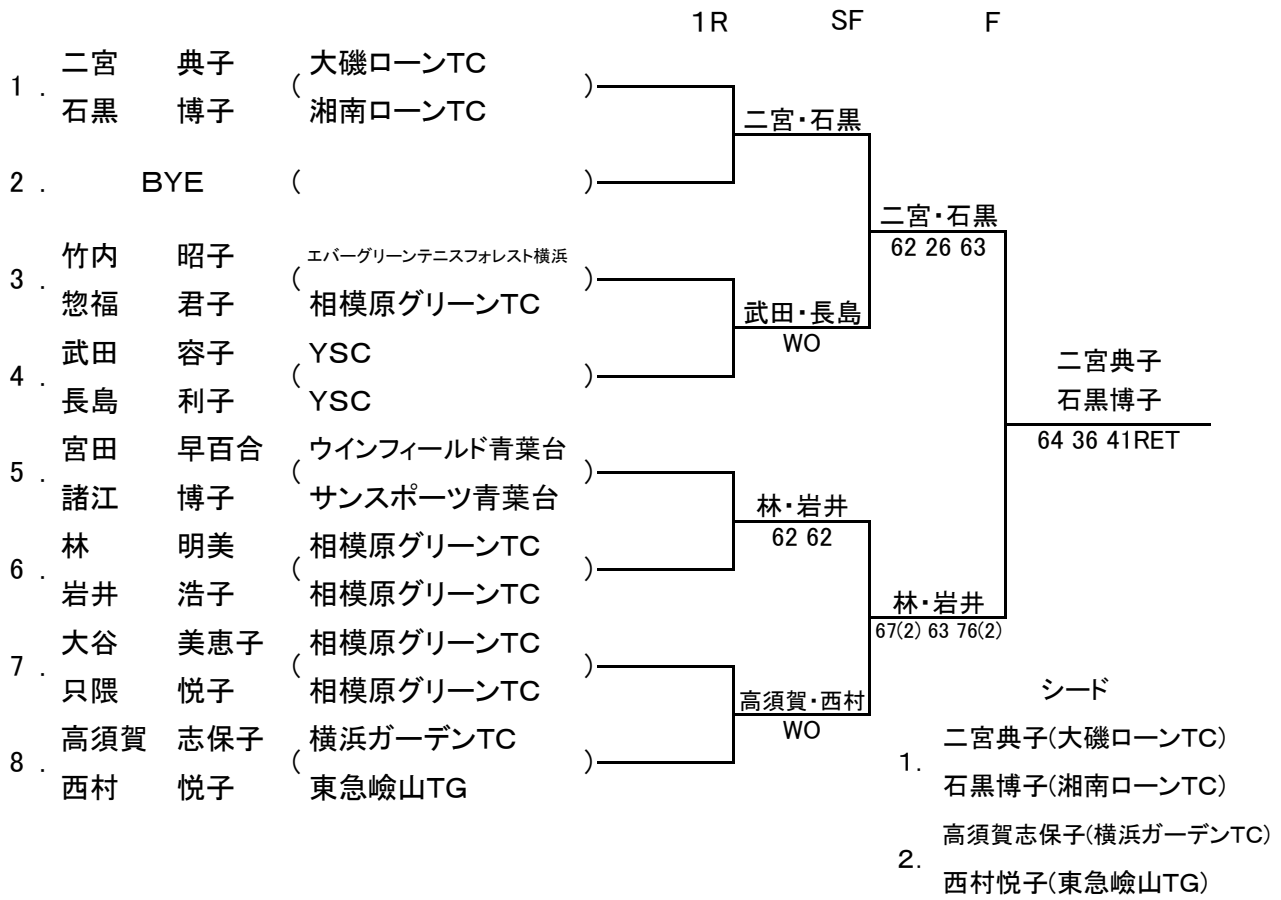 1R SF F
二宮 典子 大磯ローンTC
1 . ( )
石黒 博子 湘南ローンTC
二宮・石黒
2 . BYE ( )
二宮・石黒
62 26 63
竹内 昭子 エバーグリーンテニスフォレスト横浜
3 . ( )
惣福 君子 相模原グリーンTC
武田・長島
WO
武田 容子 YSC
4 . ( )
長島 利子 YSC
二宮典子
石黒博子
64 36 41RET
宮田 早百合 ウインフィールド青葉台
5 . ( )
諸江 博子 サンスポーツ青葉台
林・岩井
62 62
林 明美 相模原グリーンTC
6 . ( )
岩井 浩子 相模原グリーンTC
林・岩井
67(2) 63 76(2)
大谷 美恵子 相模原グリーンTC
7 . ( )
只隈 悦子 相模原グリーンTC
高須賀・西村
WO
高須賀 志保子 横浜ガーデンTC
8 . ( )
西村 悦子 東急嶮山TG
シード
二宮典子(大磯ローンTC)
1.
石黒博子(湘南ローンTC)
高須賀志保子(横浜ガーデンTC)
2.
西村悦子(東急嶮山TG)